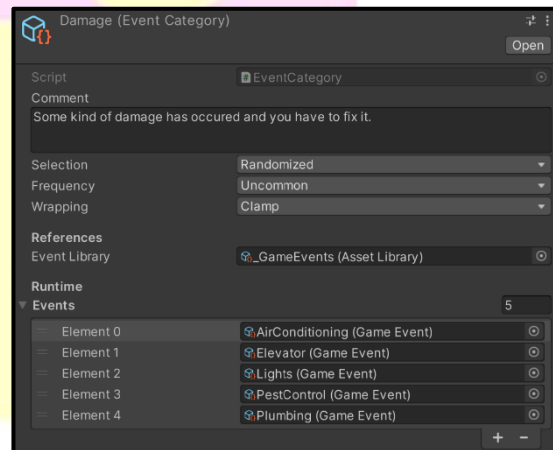 Damage (Event Category)
Open
Script EventCategory
Comment
Some kind of damage has occured and you have to fix it.
Selection Randomized
Frequency Uncommon
Wrapping Clamp
References
Event Library _GameEvents (Asset Library)
Runtime
Events 5
Element 0 AirConditioning (Game Event)
Element 1 Elevator (Game Event)
Element 2 Lights (Game Event)
Element 3 PestControl (Game Event)
Element 4 Plumbing (Game Event)